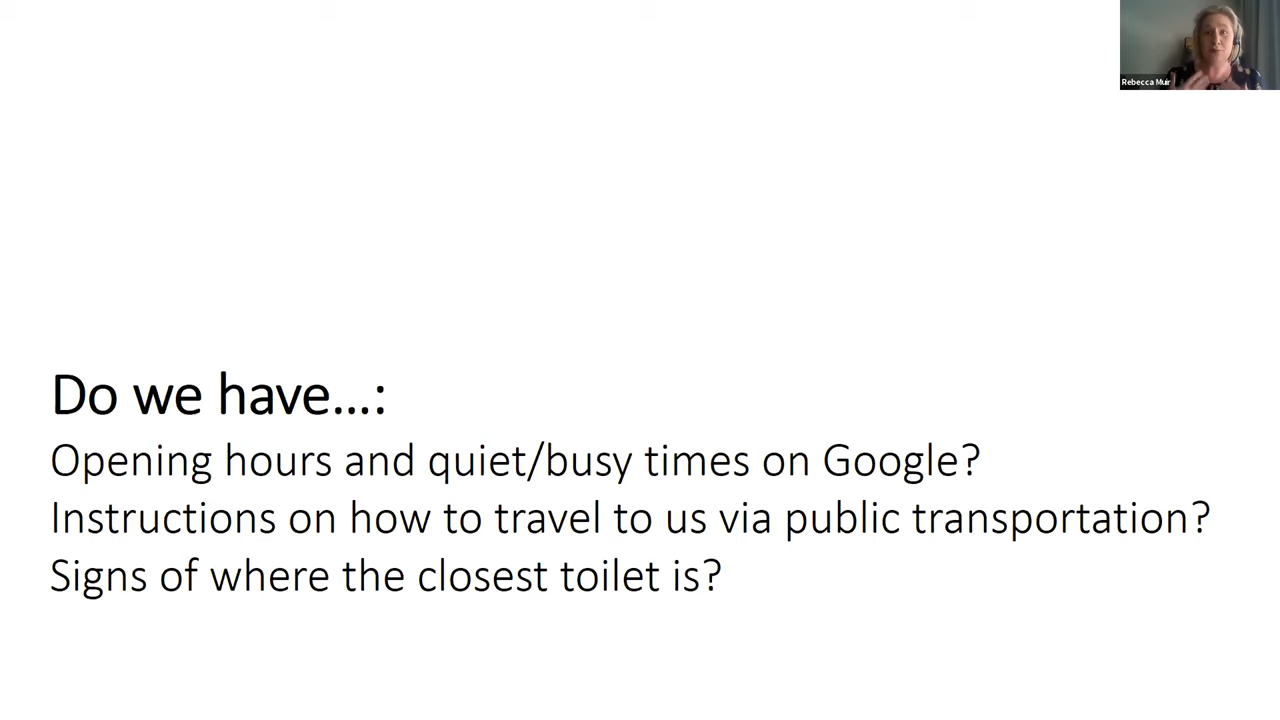 Rebecca Muir
Do we have...:
Opening hours and quiet/busy times on Google?
Instructions on how to travel to us via public transportation?
Signs of where the closest toilet is?